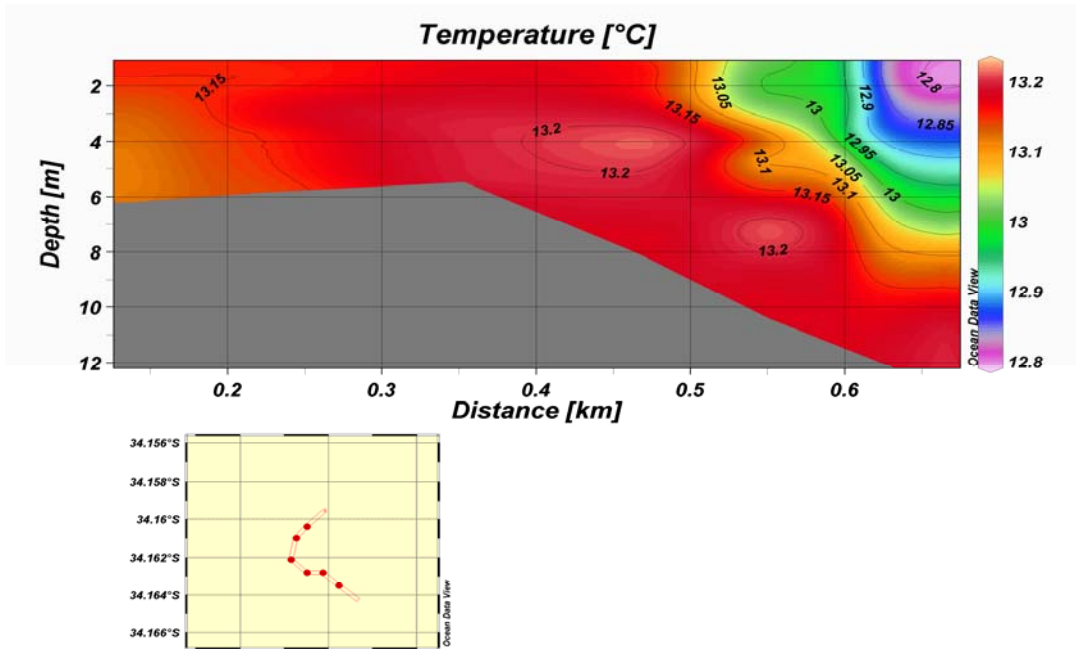 Temperature [°C]
13.15
13.2
13.2
13.15
13.05
13
12.9
12.8
12.85
12.95
13.05
13.1
13.1
13.15
13
13.2
2
4
6
8
10
12
Depth [m]
0.2
0.3
0.4
0.5
0.6
Distance [km]
Ocean Data View
13.2
13.1
13
12.9
12.8
34.156°S
34.158°S
34.16°S
34.162°S
34.164°S
34.166°S
Ocean Data View